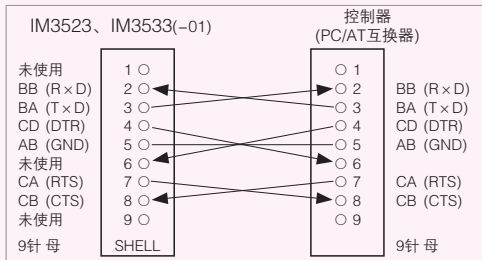 IM3523、IM3533(−01)
控制器
(PC/AT互换器)
未使用 1 1
BB (R×D) 2 2 BB (R×D)
BA (T×D) 3 3 BA (T×D)
CD (DTR) 4 4 CD (DTR)
AB (GND) 5 5 AB (GND)
未使用 6 6
CA (RTS) 7 7 CA (RTS)
CB (CTS) 8 8 CB (CTS)
未使用 9 9
9针 母 SHELL 9针 母